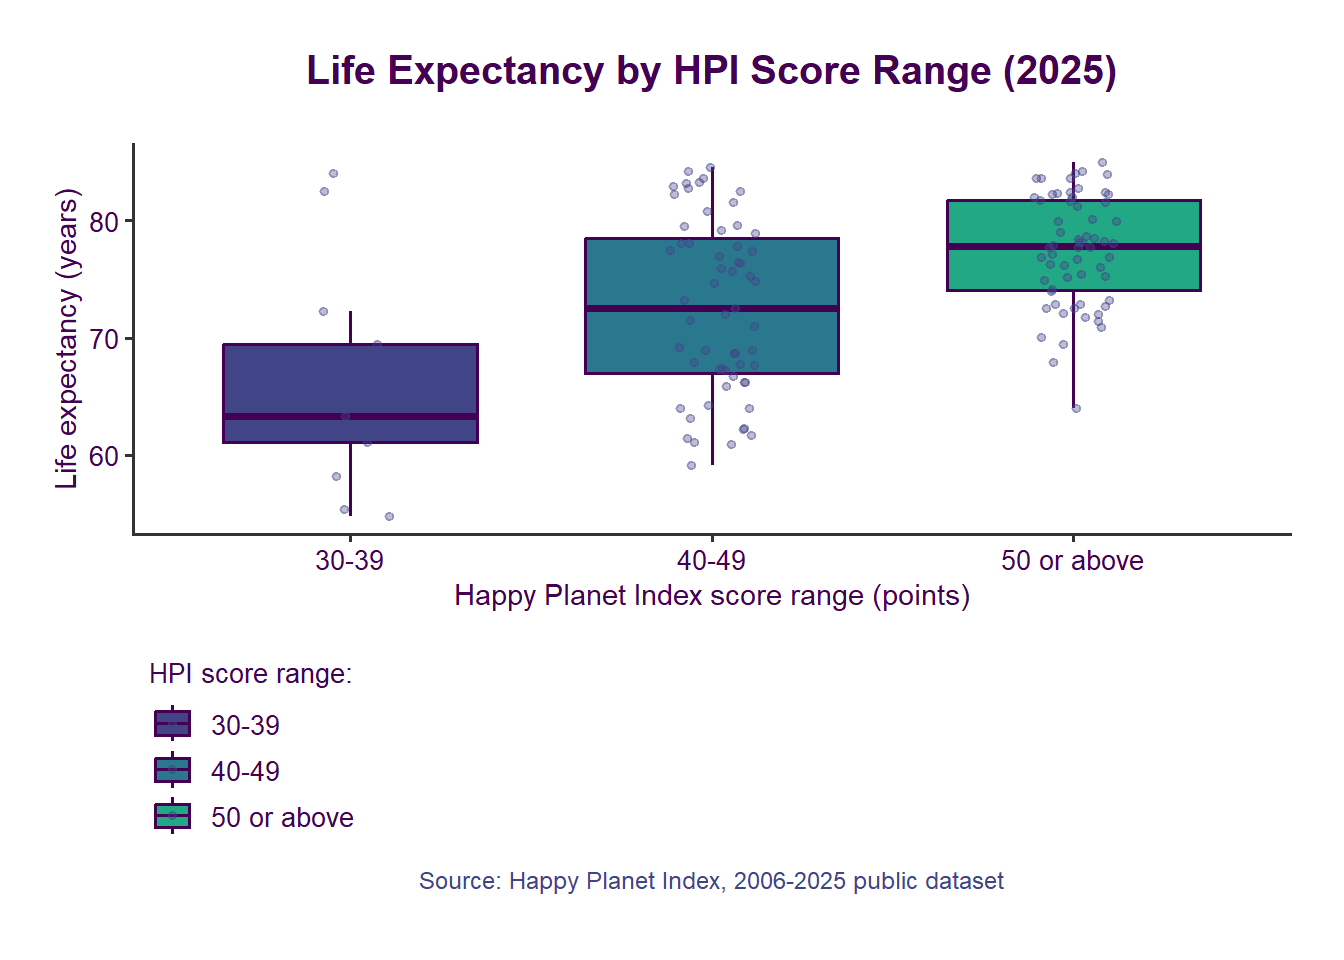 Life Expectancy by HPI Score Range (2025)
Life expectancy (years)
80
70
60
30-39
40-49
50 or above
Happy Planet Index score range (points)
HPI score range:
30-39
40-49
50 or above
Source: Happy Planet Index, 2006-2025 public dataset